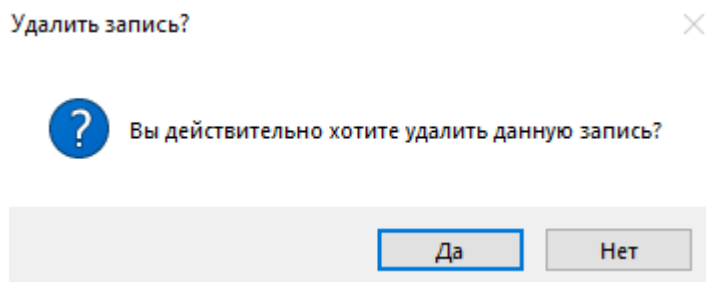 Удалить запись?
Вы действительно хотите удалить данную запись?
Да
Нет